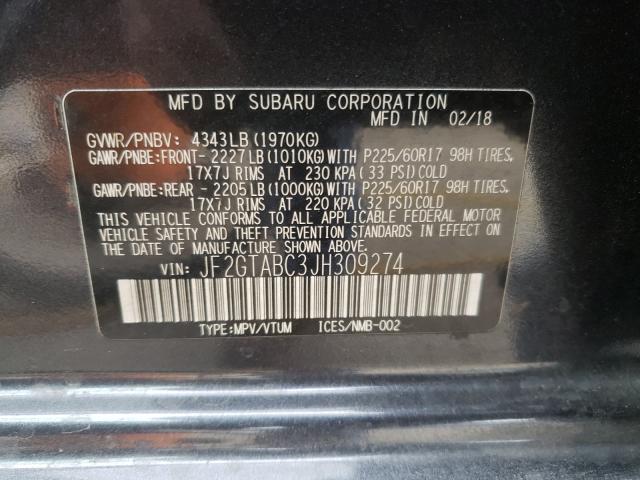 MFD BY SUBARU CORPORATION
MFD IN 02/18
GVWR/PNBV: 4343LB (1970KG)
GAWR/PNBE:FRONT- 2227LB (1010KG) WITH P225/60R17 98H TIRES,
17X7J RIMS AT 230 KPA (33 PSI) COLD
GAWR/PNBE:REAR - 2205LB (1000KG) WITH P225/60R17 98H TIRES,
17X7J RIMS AT 220 KPA (32 PSI) COLD
THIS VEHICLE CONFORMS TO ALL APPLICABLE FEDERAL MOTOR
VEHICLE SAFETY AND THEFT PREVENTION STANDARDS IN EFFECT
ON THE DATE OF MANUFACTURE SHOWN ABOVE.
VIN: JF2GTABC3JH309274
TYPE:MPV/VTUM ICES/NMB-002